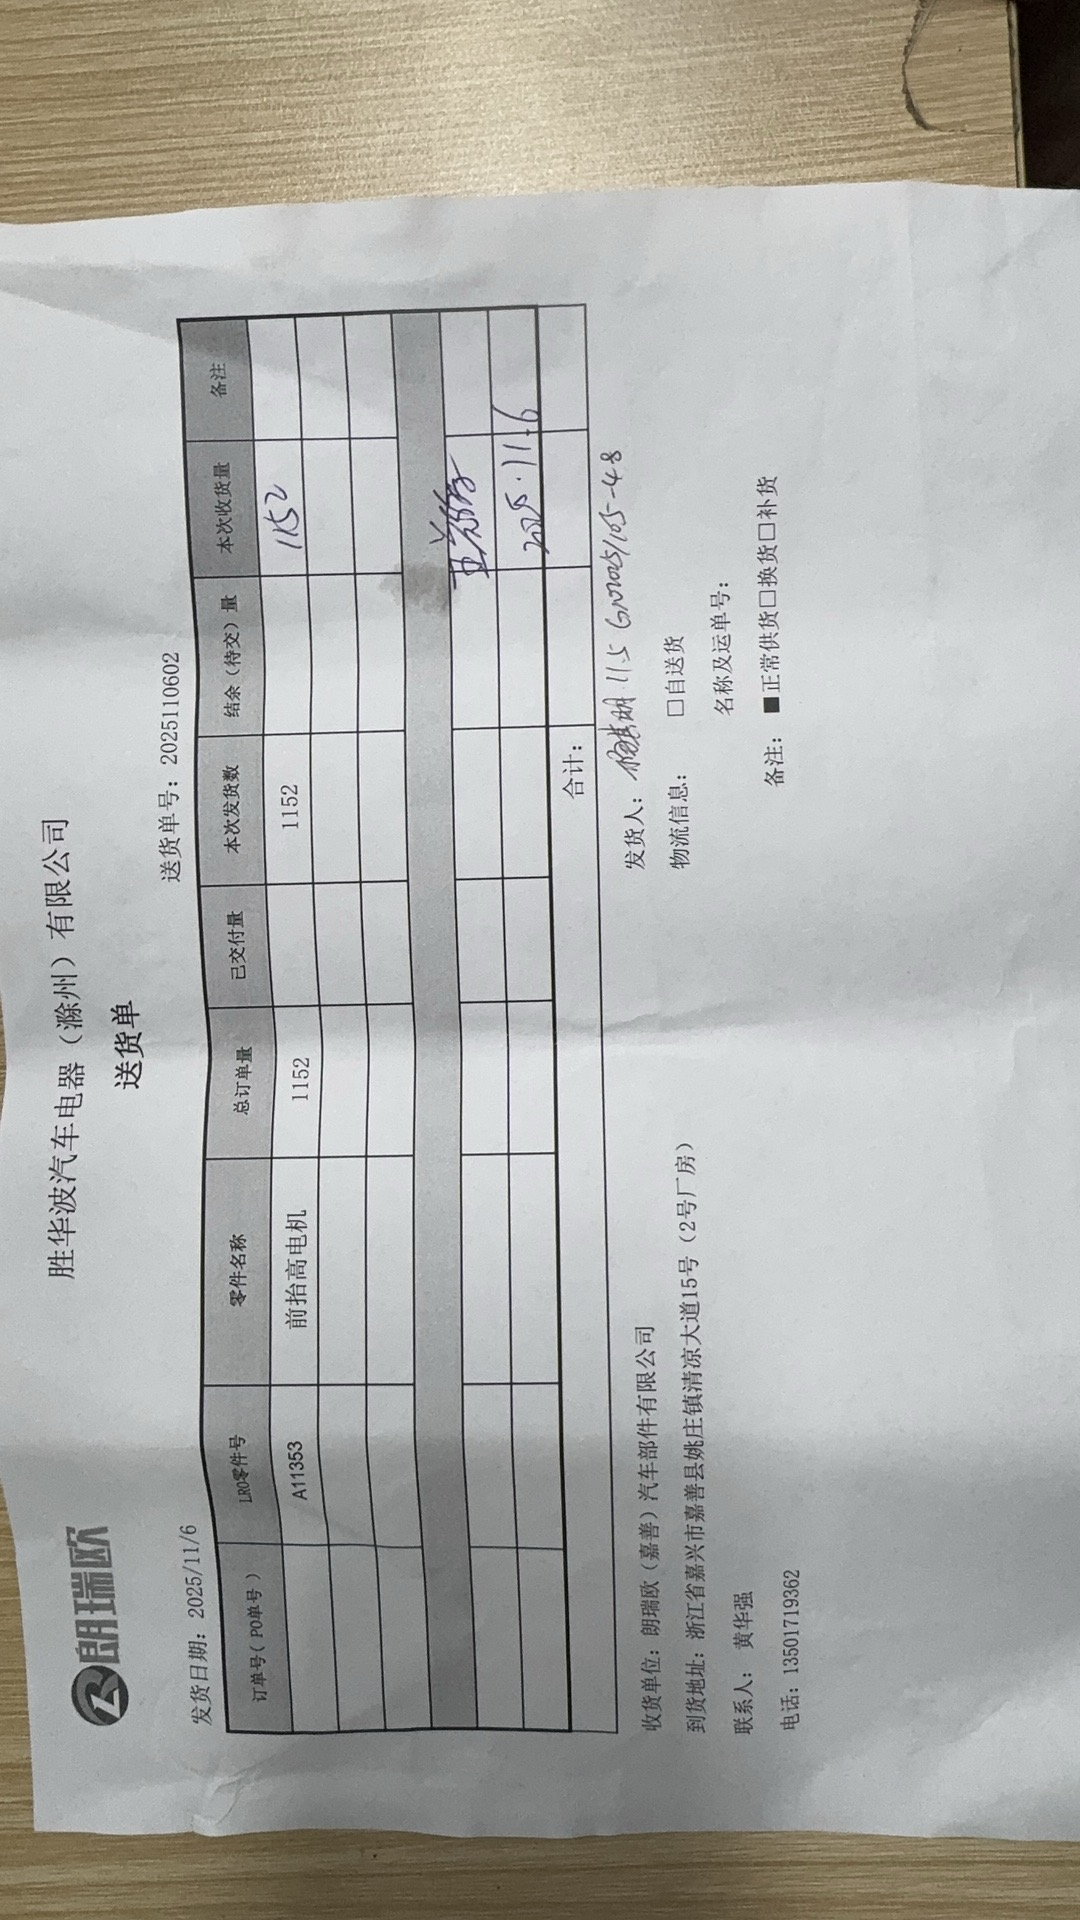 朗瑞欧
胜华波汽车电器（滁州）有限公司
送货单
发货日期：2025/11/6 送货单号：2025110602
订单号（PO单号） LRO零件号 零件名称 总订单量 已交付量 本次发货数 结余（待交）量 本次收货量 备注
A11353 前抬高电机 1152 1152 1152
2025.11.6
合计：
收货单位：朗瑞欧（嘉善）汽车部件有限公司 发货人： 11.5
到货地址：浙江省嘉兴市嘉善县姚庄镇清凉大道15号（2号厂房） 物流信息： □自送货
联系人： 黄华强 名称及运单号：
电话：13501719362 备注： ■正常供货□换货□补货